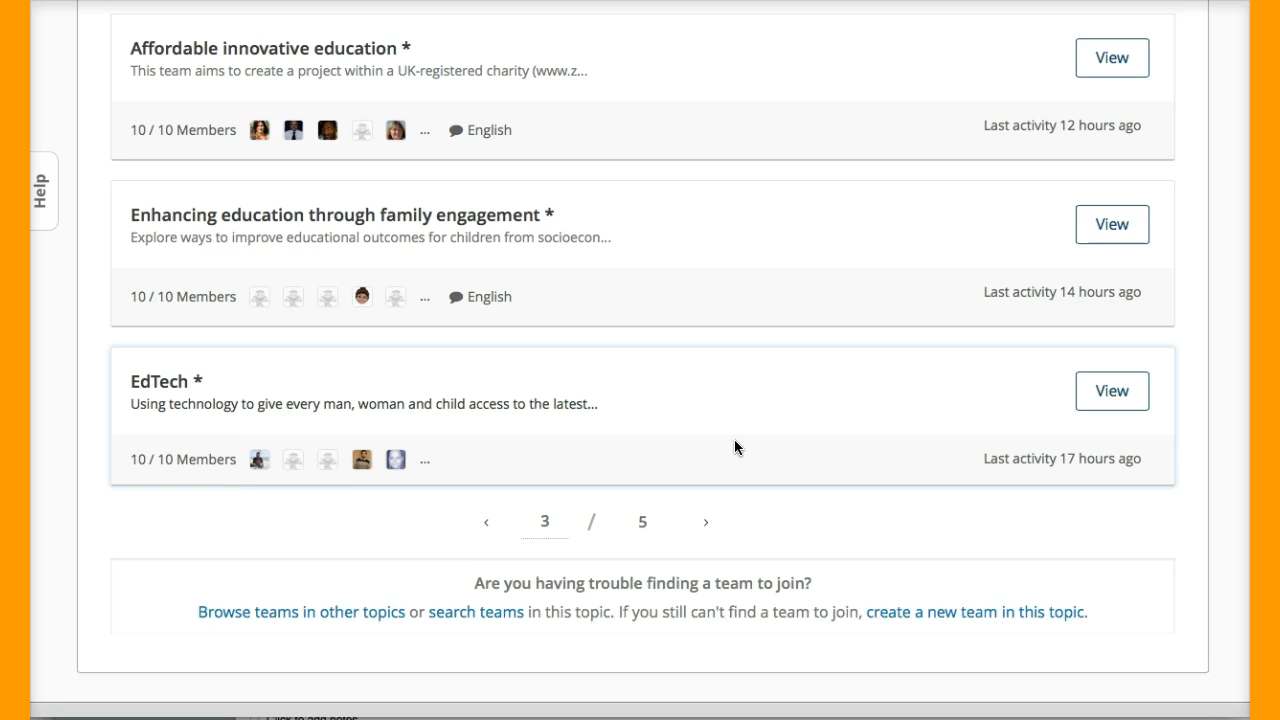 Affordable innovative education *
This team aims to create a project within a UK-registered charity (www.z...
View
10 / 10 Members ... English
Last activity 12 hours ago
Help
Enhancing education through family engagement *
Explore ways to improve educational outcomes for children from socioecon...
View
10 / 10 Members ... English
Last activity 14 hours ago
EdTech *
Using technology to give every man, woman and child access to the latest...
View
10 / 10 Members ...
Last activity 17 hours ago
‹ 3 / 5 ›
Are you having trouble finding a team to join?
Browse teams in other topics or search teams in this topic. If you still can't find a team to join, create a new team in this topic.
Click to add notes